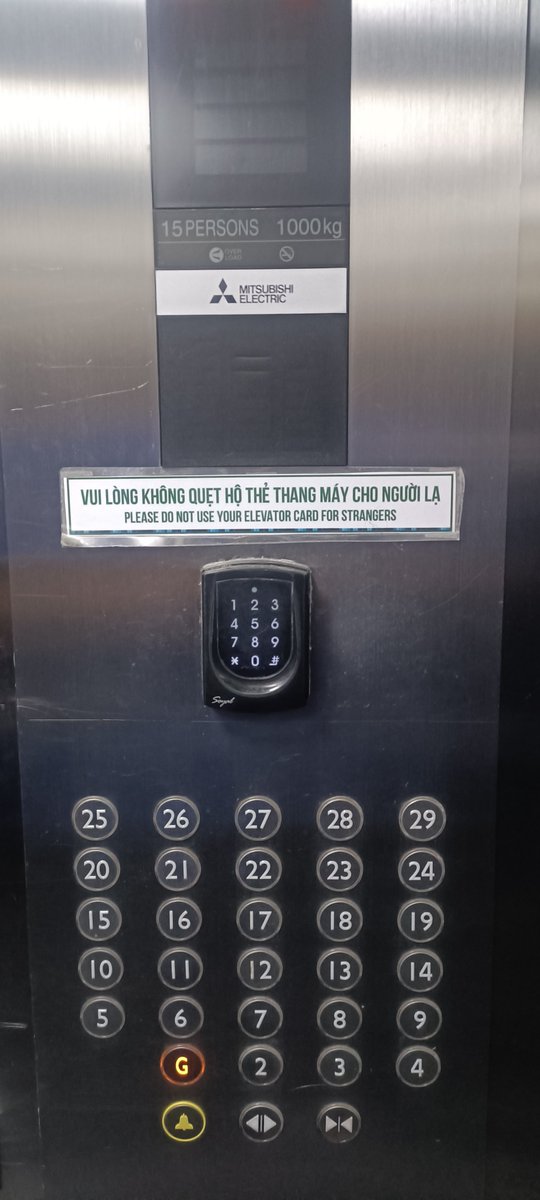 15 PERSONS 1000kg
OVER
LOAD
MITSUBISHI
ELECTRIC
VUI LÒNG KHÔNG QUẸT HỘ THẺ THANG MÁY CHO NGƯỜI LẠ
PLEASE DO NOT USE YOUR ELEVATOR CARD FOR STRANGERS
1 2 3
4 5 6
7 8 9
* 0 #
Soyal
25 26 27 28 29
20 21 22 23 24
15 16 17 18 19
10 11 12 13 14
5 6 7 8 9
G 2 3 4